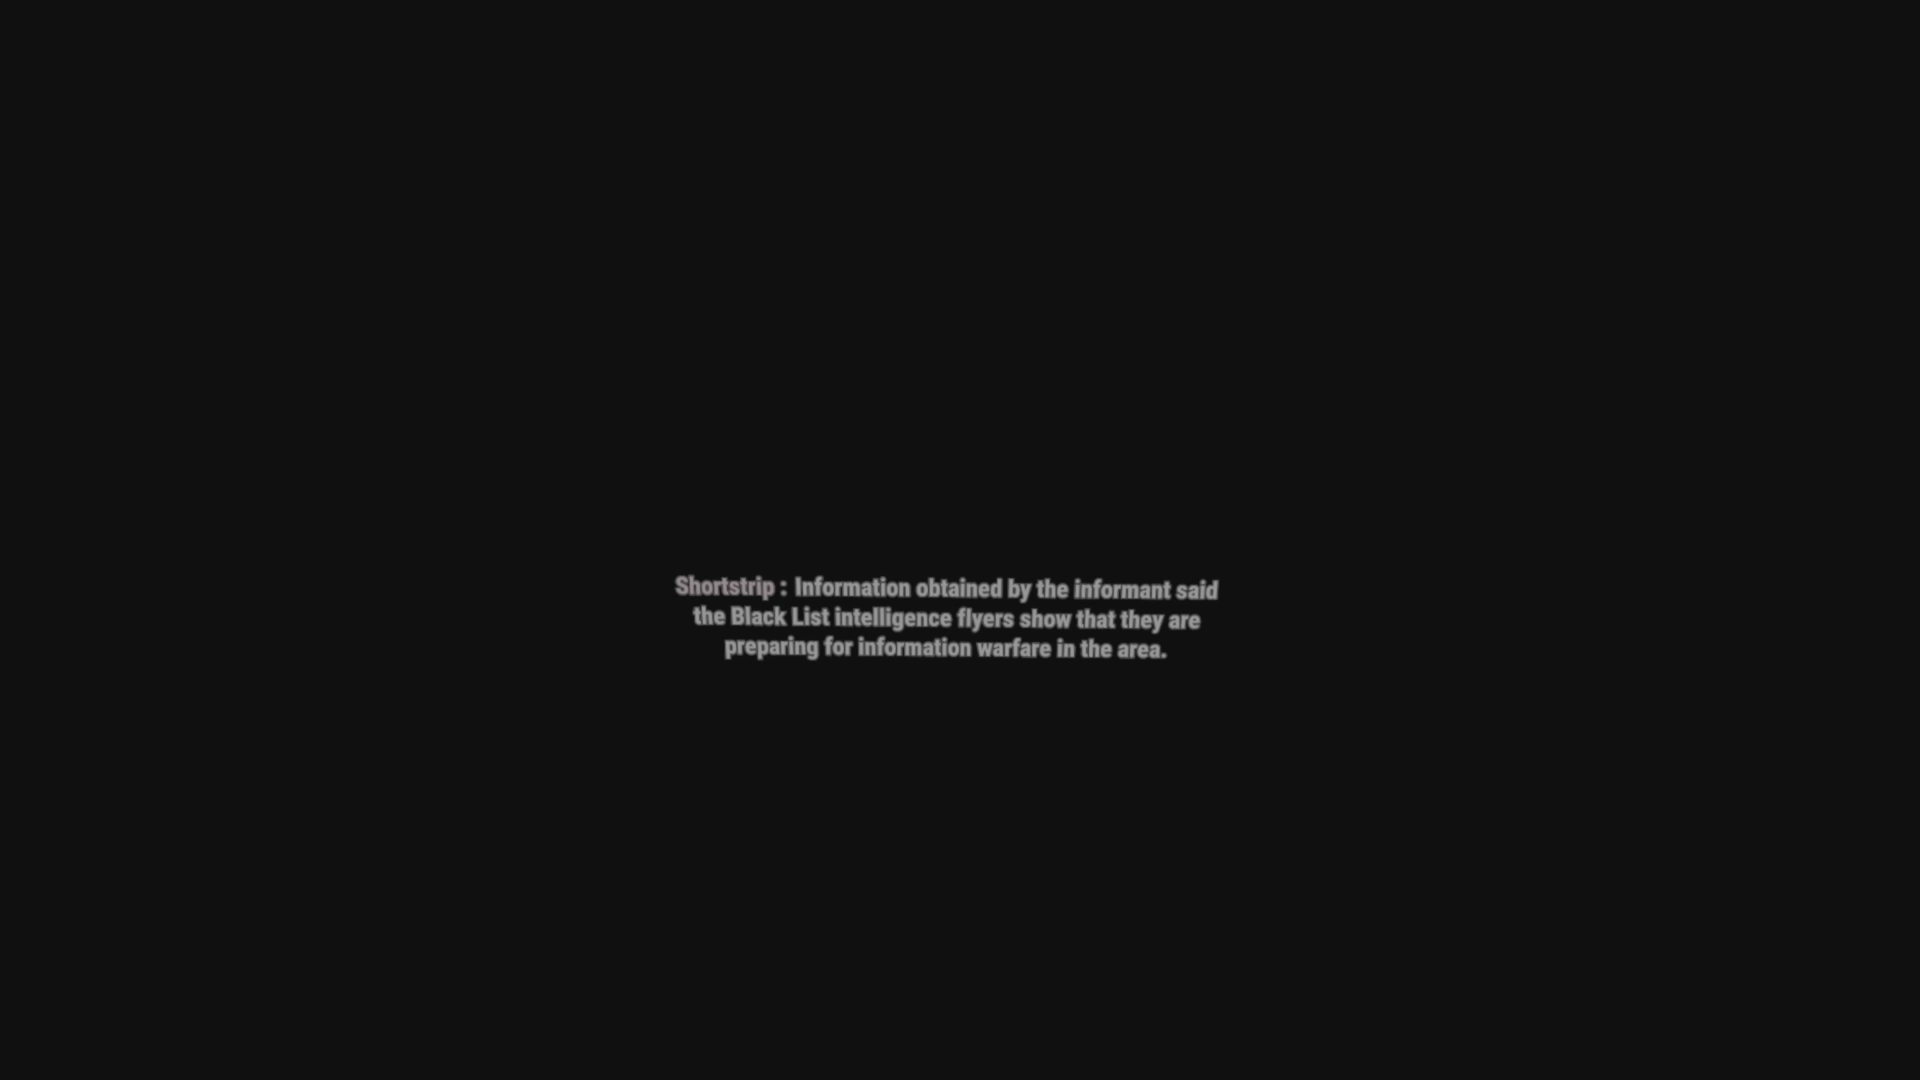 Shortstrip : Information obtained by the informant said
the Black List intelligence flyers show that they are
preparing for information warfare in the area.